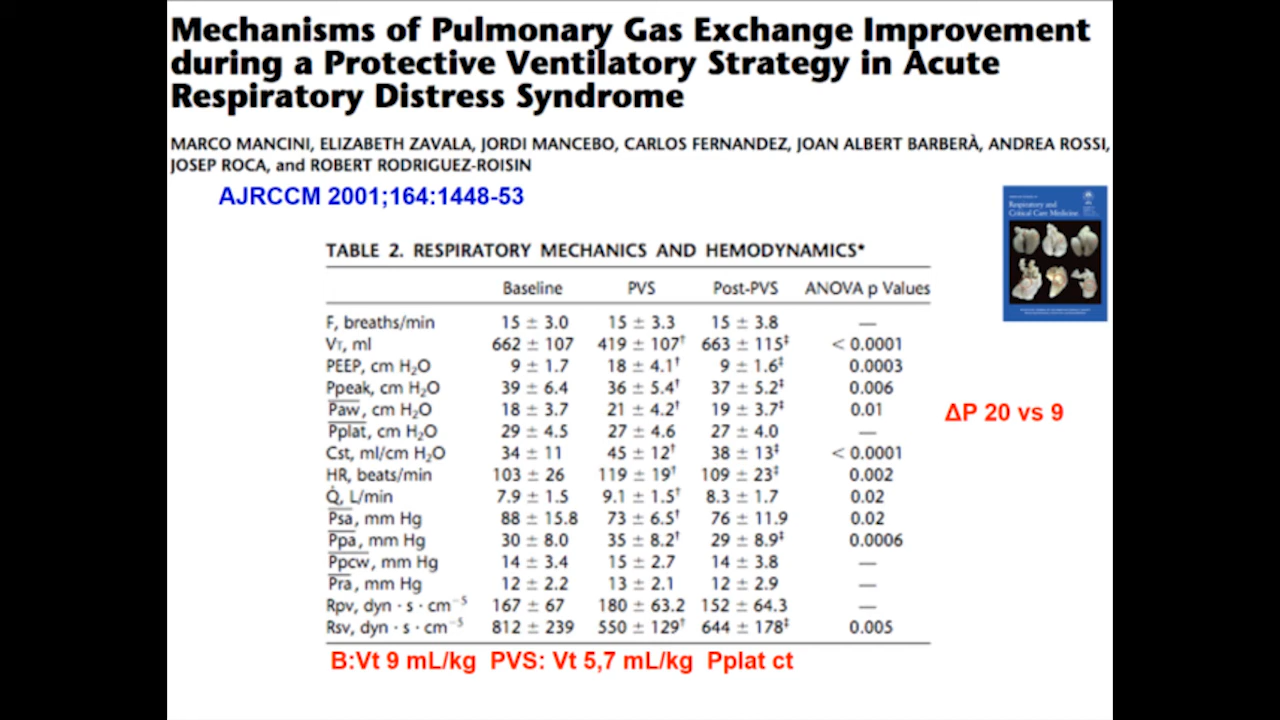 Mechanisms of Pulmonary Gas Exchange Improvement
during a Protective Ventilatory Strategy in Acute
Respiratory Distress Syndrome
MARCO MANCINI, ELIZABETH ZAVALA, JORDI MANCEBO, CARLOS FERNANDEZ, JOAN ALBERT BARBERÀ, ANDREA ROSSI,
JOSEP ROCA, and ROBERT RODRIGUEZ-ROISIN
AJRCCM 2001;164:1448-53
Respiratory and
Critical Care Medicine
TABLE 2. RESPIRATORY MECHANICS AND HEMODYNAMICS*
Baseline PVS Post-PVS ANOVA p Values
F, breaths/min 15 ± 3.0 15 ± 3.3 15 ± 3.8 —
VT, ml 662 ± 107 419 ± 107† 663 ± 115‡ < 0.0001
PEEP, cm H2O 9 ± 1.7 18 ± 4.1† 9 ± 1.6‡ 0.0003
Ppeak, cm H2O 39 ± 6.4 36 ± 5.4† 37 ± 5.2‡ 0.006
Paw, cm H2O 18 ± 3.7 21 ± 4.2† 19 ± 3.7‡ 0.01
ΔP 20 vs 9
Pplat, cm H2O 29 ± 4.5 27 ± 4.6 27 ± 4.0 —
Cst, ml/cm H2O 34 ± 11 45 ± 12† 38 ± 13‡ < 0.0001
HR, beats/min 103 ± 26 119 ± 19† 109 ± 23‡ 0.002
Q̇, L/min 7.9 ± 1.5 9.1 ± 1.5† 8.3 ± 1.7 0.02
Psa, mm Hg 88 ± 15.8 73 ± 6.5† 76 ± 11.9 0.02
Ppa, mm Hg 30 ± 8.0 35 ± 8.2† 29 ± 8.9‡ 0.0006
Ppcw, mm Hg 14 ± 3.4 15 ± 2.7 14 ± 3.8 —
Pra, mm Hg 12 ± 2.2 13 ± 2.1 12 ± 2.9 —
Rpv, dyn · s · cm−5 167 ± 67 180 ± 63.2 152 ± 64.3 —
Rsv, dyn · s · cm−5 812 ± 239 550 ± 129† 644 ± 178‡ 0.005
B:Vt 9 mL/kg PVS: Vt 5,7 mL/kg Pplat ct